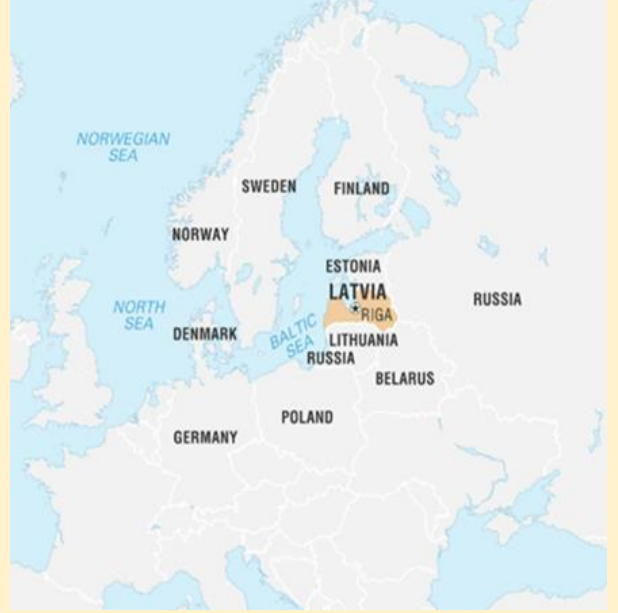 NORWEGIAN
SEA
SWEDEN
FINLAND
NORWAY
ESTONIA
LATVIA
RUSSIA
NORTH
SEA
RIGA
DENMARK
BALTIC
SEA
LITHUANIA
RUSSIA
BELARUS
POLAND
GERMANY